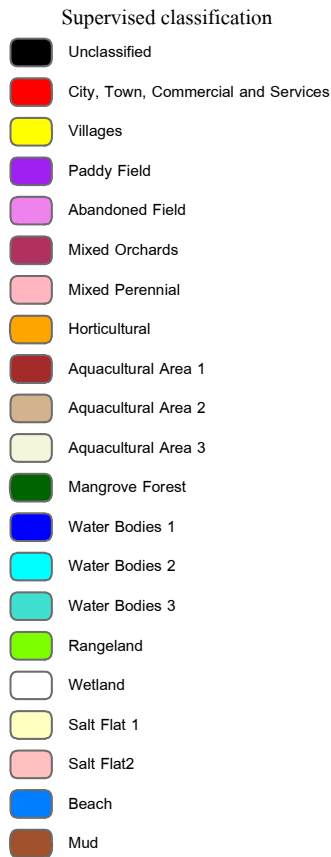 Supervised classification
Unclassified
City, Town, Commercial and Services
Villages
Paddy Field
Abandoned Field
Mixed Orchards
Mixed Perennial
Horticultural
Aquacultural Area 1
Aquacultural Area 2
Aquacultural Area 3
Mangrove Forest
Water Bodies 1
Water Bodies 2
Water Bodies 3
Rangeland
Wetland
Salt Flat 1
Salt Flat2
Beach
Mud